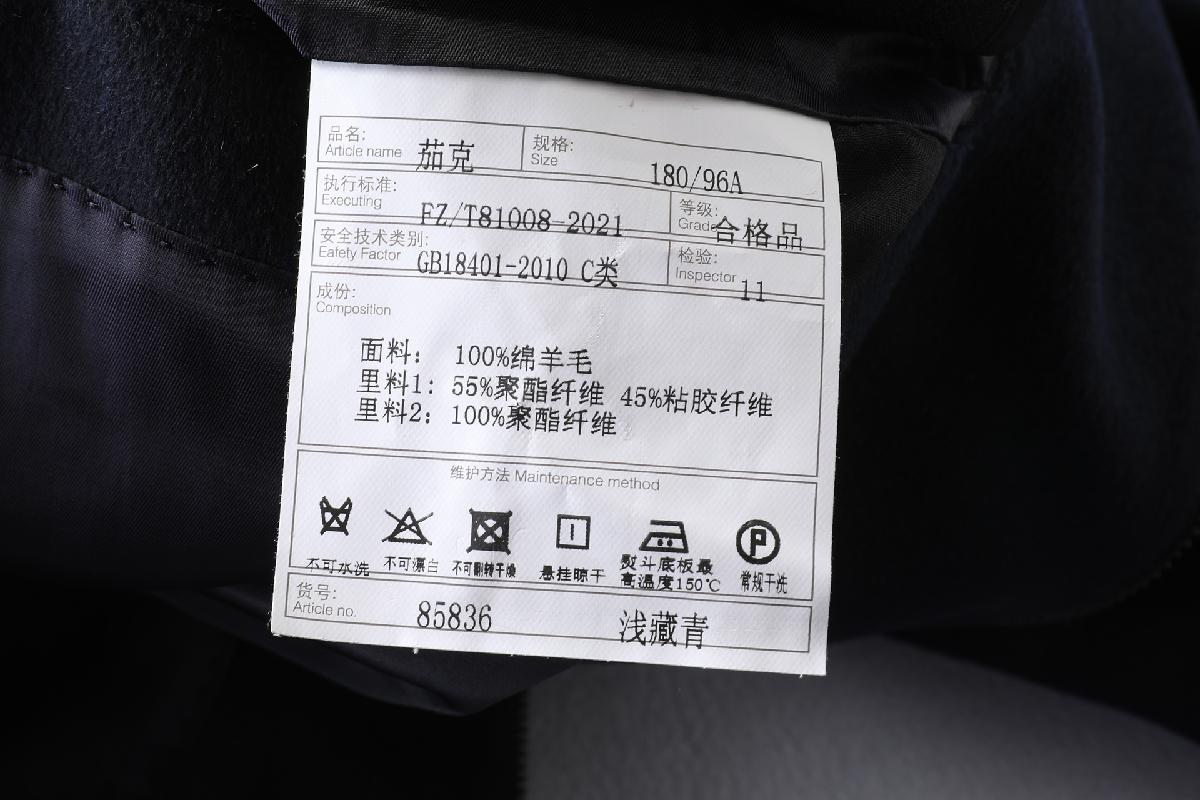 品名: 茄克 规格: 180/96A
Article name Size
执行标准: FZ/T81008-2021 等级: 合格品
Executing Grade
安全技术类别: GB18401-2010 C类 检验: 11
Eafety Factor Inspector
成份:
Composition
面料: 100%绵羊毛
里料1: 55%聚酯纤维 45%粘胶纤维
里料2: 100%聚酯纤维
维护方法 Maintenance method
P
不可水洗 不可漂白 不可翻转干燥 悬挂晾干 熨斗底板最高温度150℃ 常规干洗
货号: 85836 浅藏青
Article no.